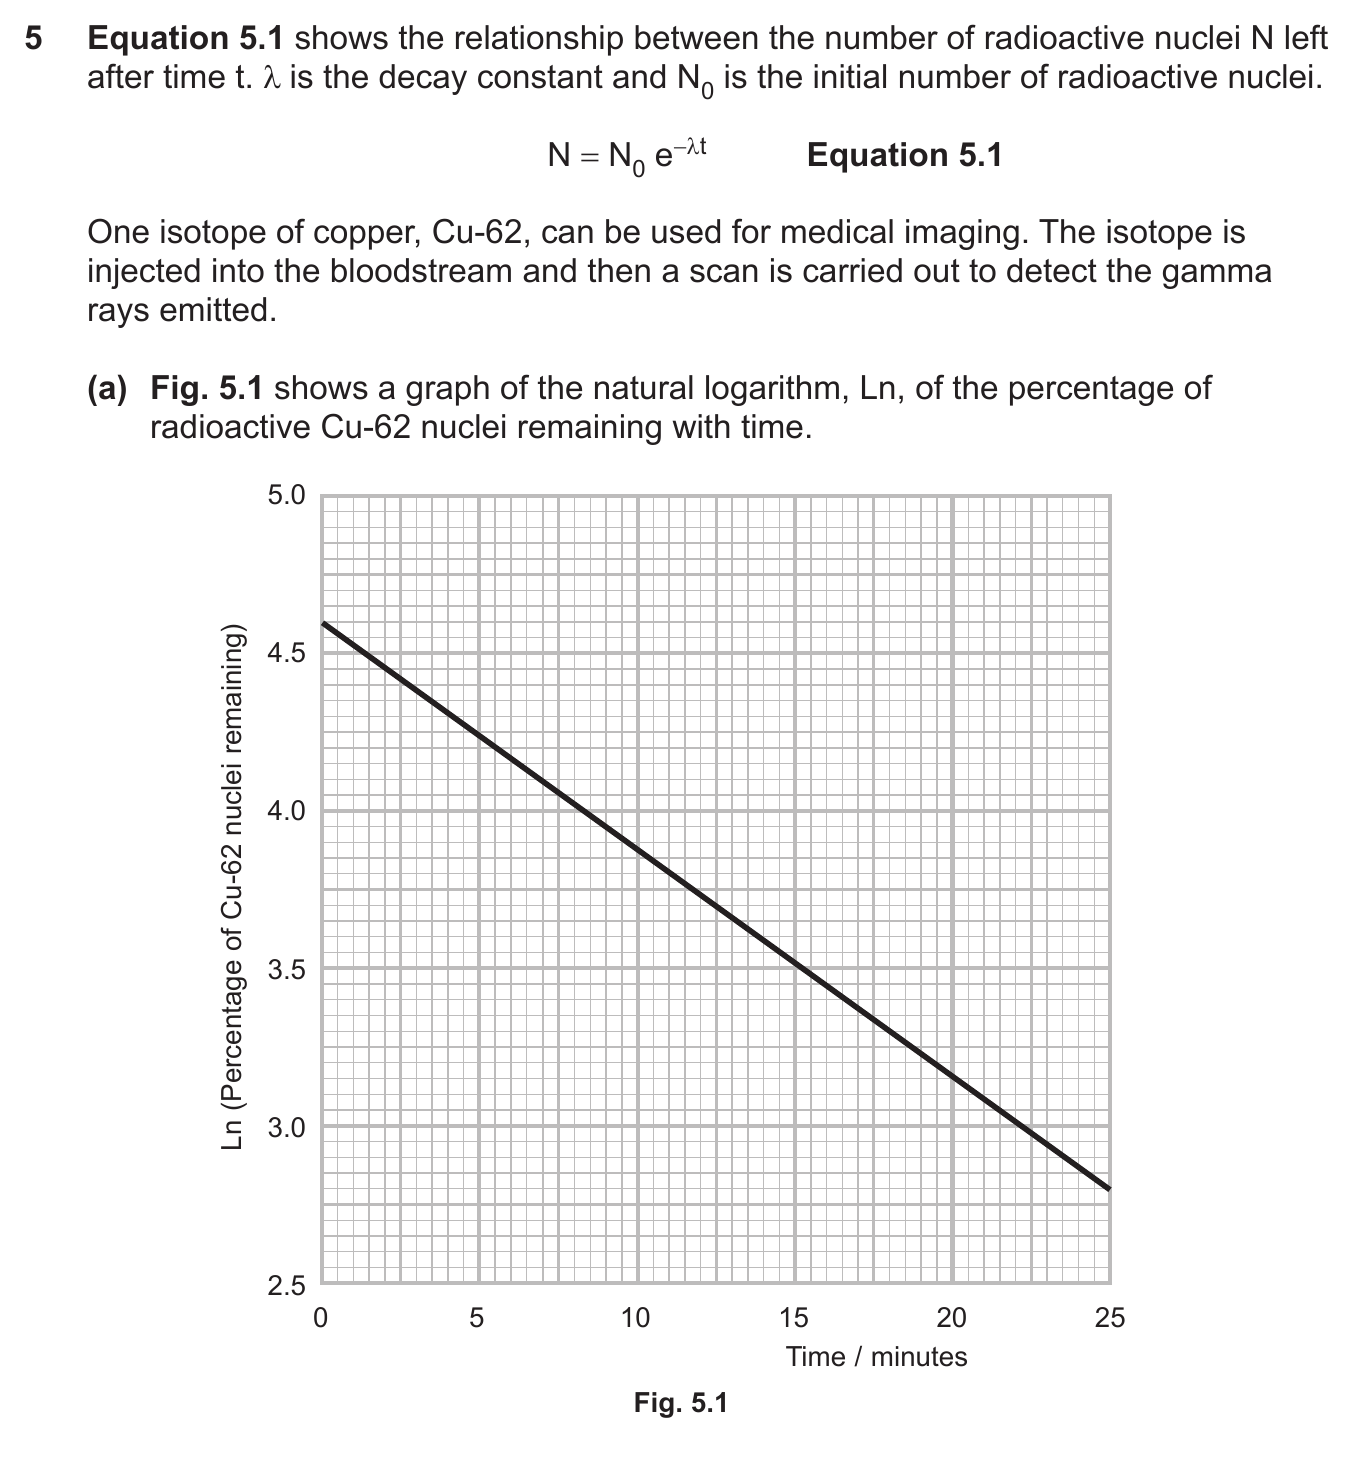 5 Equation 5.1 shows the relationship between the number of radioactive nuclei N left
after time t. λ is the decay constant and N₀ is the initial number of radioactive nuclei.
N = N₀ e⁻λt Equation 5.1
One isotope of copper, Cu-62, can be used for medical imaging. The isotope is
injected into the bloodstream and then a scan is carried out to detect the gamma
rays emitted.
(a) Fig. 5.1 shows a graph of the natural logarithm, Ln, of the percentage of
radioactive Cu-62 nuclei remaining with time.
5.0
4.5
4.0
3.5
3.0
2.5
Ln (Percentage of Cu-62 nuclei remaining)
0 5 10 15 20 25
Time / minutes
Fig. 5.1